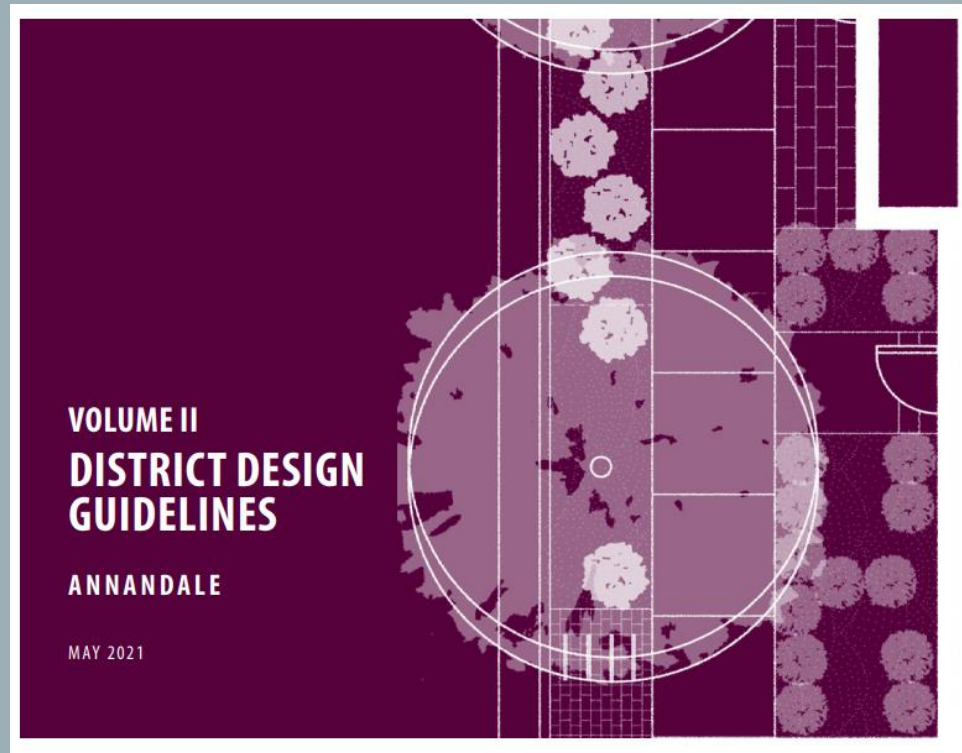 VOLUME II
DISTRICT DESIGN
GUIDELINES
ANNANDALE
MAY 2021